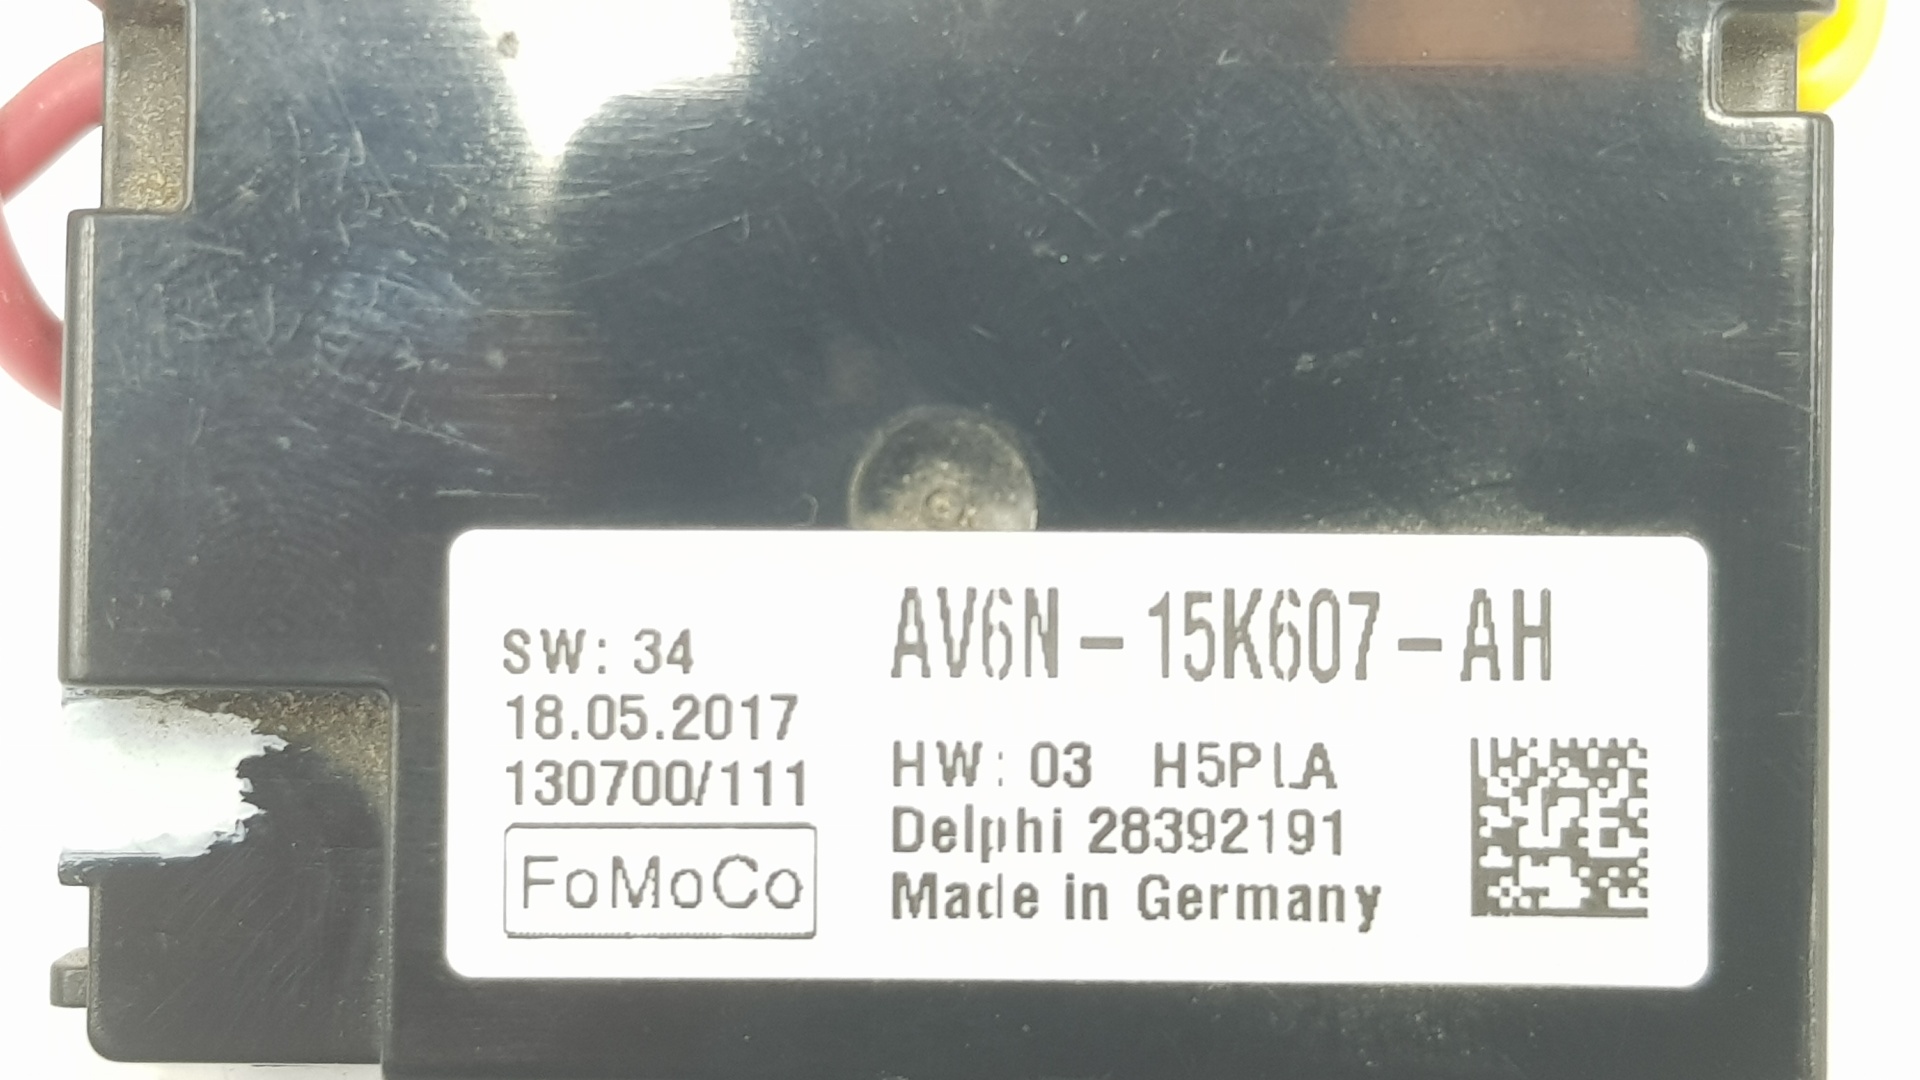 SW: 34
18.05.2017
130700/111
FoMoCo
AV6N-15K607-AH
HW: 03 H5PLA
Delphi 28392191
Made in Germany